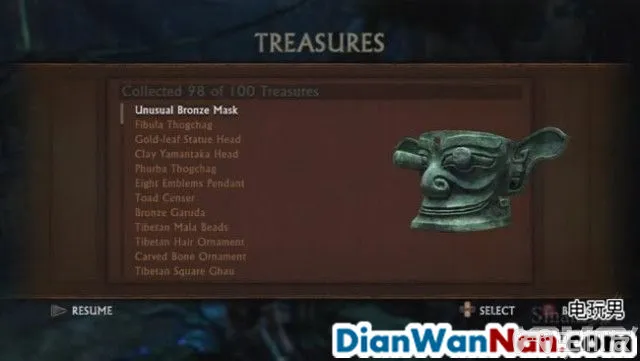 TREASURES
Collected 98 of 100 Treasures
Unusual Bronze Mask
Fibula Thogchag
Gold-leaf Statue Head
Clay Yamantaka Head
Phurba Thogchag
Eight Emblems Pendant
Toad Censer
Bronze Garuda
Tibetan Mala Beads
Tibetan Hair Ornament
Carved Bone Ornament
Tibetan Square Ghau
RESUME
SELECT
电玩男
DianWanNan.com